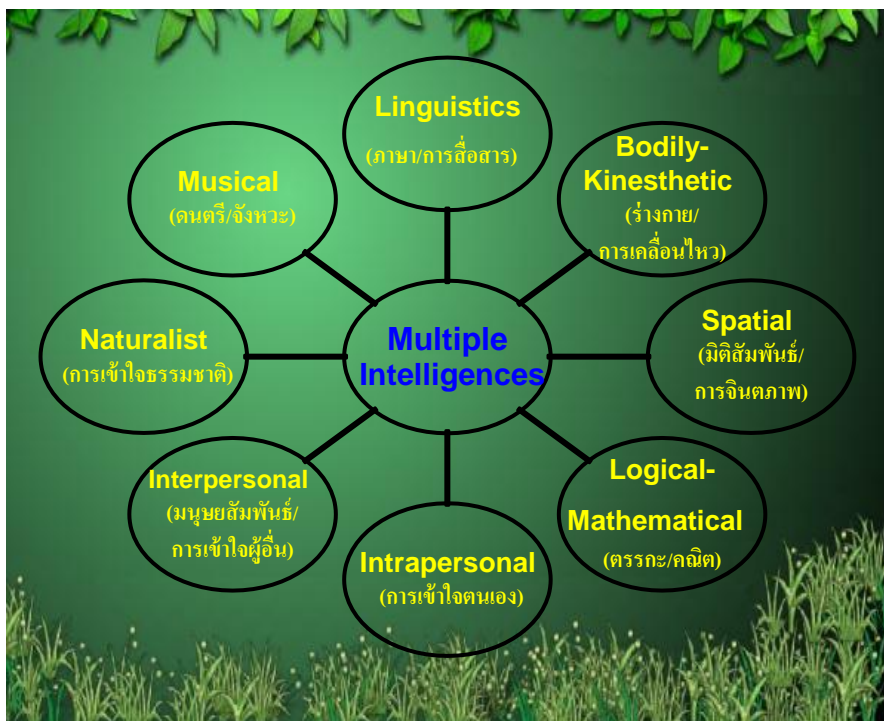 Linguistics
(ภาษา/การสื่อสาร)
Bodily-
Kinesthetic
(ร่างกาย/
การเคลื่อนไหว)
Spatial
(มิติสัมพันธ์/
การจินตภาพ)
Logical-
Mathematical
(ตรรกะ/คณิต)
Intrapersonal
(การเข้าใจตนเอง)
Interpersonal
(มนุษยสัมพันธ์/
การเข้าใจผู้อื่น)
Naturalist
(การเข้าใจธรรมชาติ)
Musical
(ดนตรี/จังหวะ)
Multiple
Intelligences